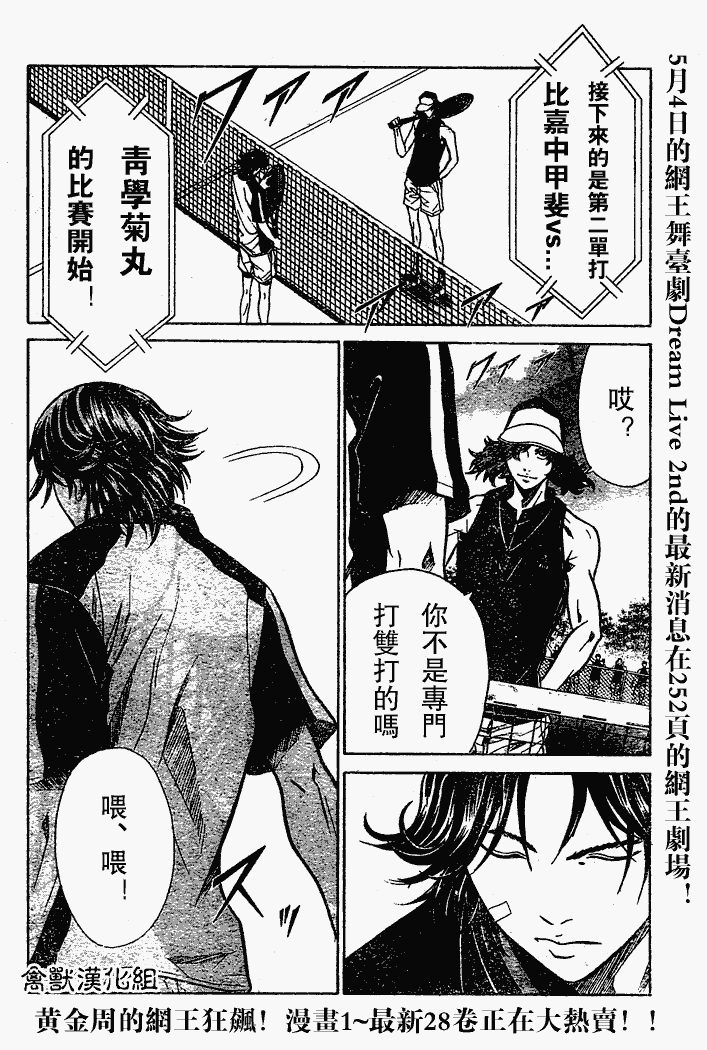 接下來的是第二單打
比嘉中甲斐vs...
青學菊丸
的比賽開始！
哎？
你不是專門
打雙打的嗎
喂、喂！
5月4日的網王舞臺劇Dream Live 2nd的最新消息在252頁的網王劇場！
禽獸漢化組
黃金周的網王狂飆！漫畫1~最新28卷正在大熱賣！！